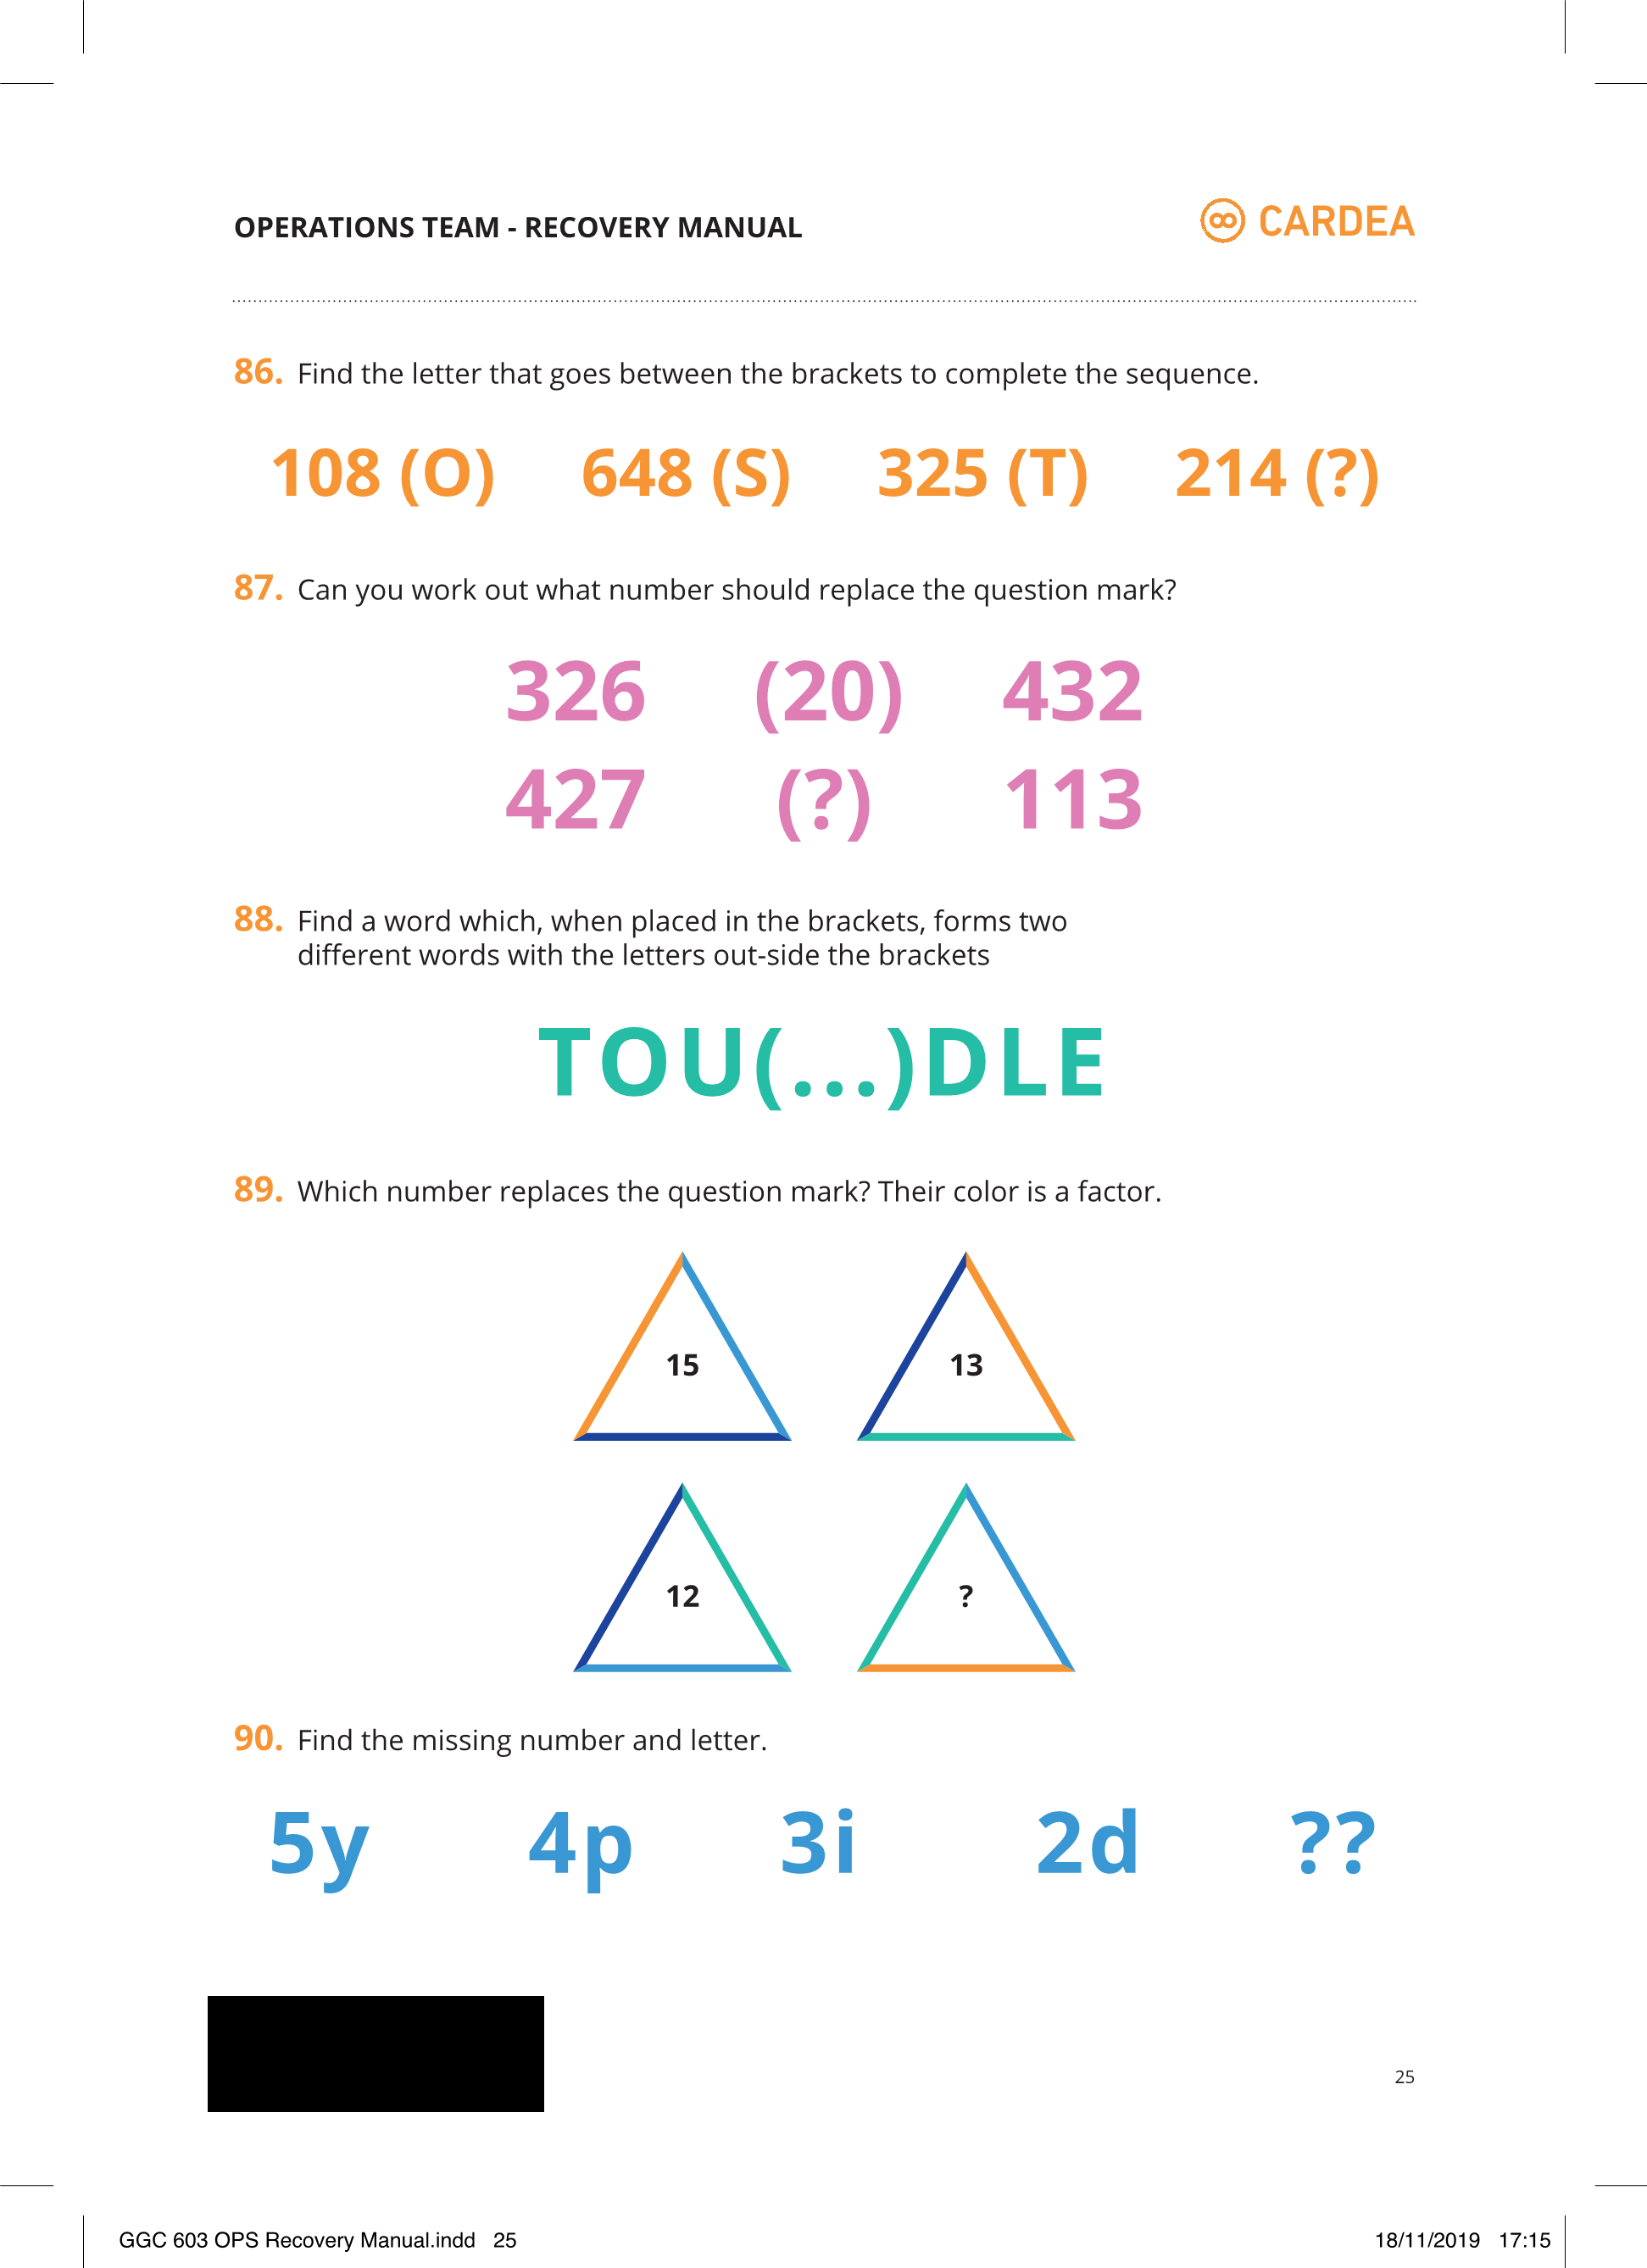 OPERATIONS TEAM - RECOVERY MANUAL
CARDEA
86. Find the letter that goes between the brackets to complete the sequence.
108 (O) 648 (S) 325 (T) 214 (?)
87. Can you work out what number should replace the question mark?
326 (20) 432
427 (?) 113
88. Find a word which, when placed in the brackets, forms two
different words with the letters out-side the brackets
TOU(...)DLE
89. Which number replaces the question mark? Their color is a factor.
15 13
12 ?
90. Find the missing number and letter.
5y 4p 3i 2d ??
25
GGC 603 OPS Recovery Manual.indd 25
18/11/2019 17:15